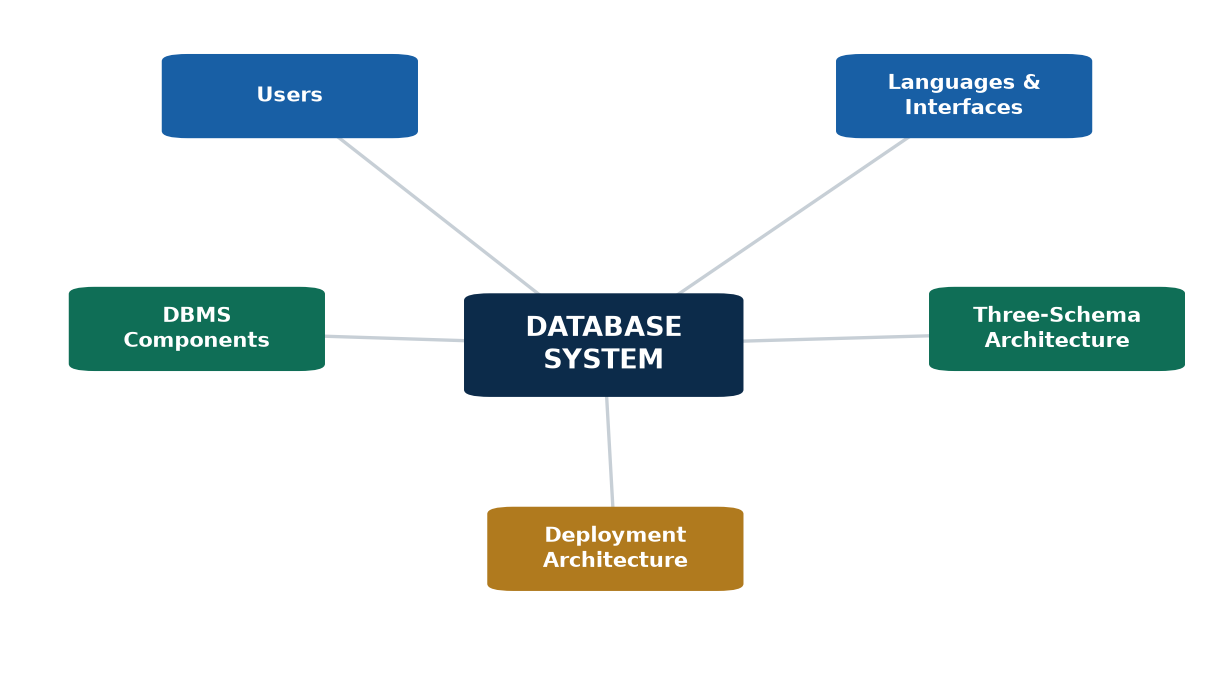 Users
Languages &
Interfaces
DBMS
Components
DATABASE
SYSTEM
Three-Schema
Architecture
Deployment
Architecture